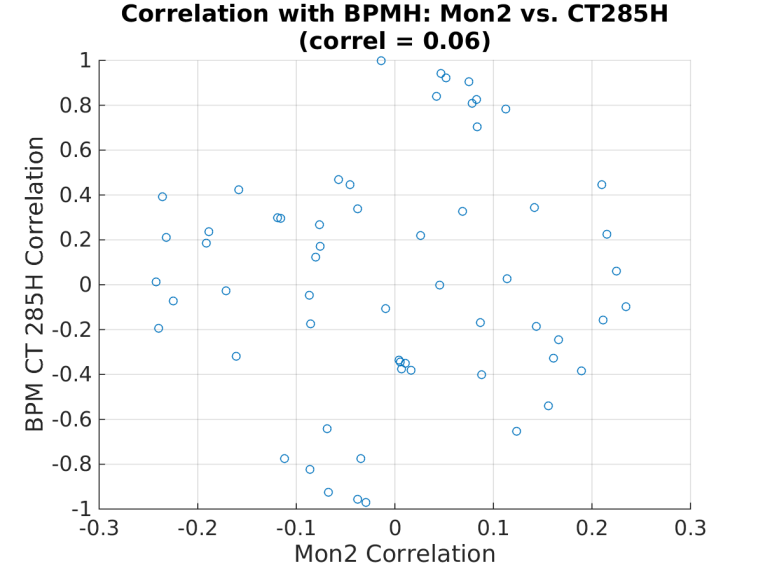 Correlation with BPMH: Mon2 vs. CT285H
(correl = 0.06)
1
0.8
0.6
0.4
0.2
0
-0.2
-0.4
-0.6
-0.8
-1
BPM CT 285H Correlation
-0.3 -0.2 -0.1 0 0.1 0.2 0.3
Mon2 Correlation